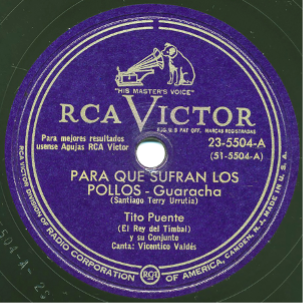 "HIS MASTER'S VOICE"
RCA VICTOR
REG. U.S. PAT. OFF. MARCAS REGISTRADAS
Para mejores resultados
usense Agujas RCA Victor
23-5504-A
(51-5504-A)
PARA QUE SUFRAN LOS
POLLOS - Guaracha
(Santiago Terry Urrutia)
Tito Puente
(El Rey del Timbal)
y su Conjunto
Canta: Vicentico Valdés
RCA VICTOR DIVISION OF RADIO CORPORATION OF AMERICA, CAMDEN, N.J. MADE IN U.S.A.
RCA